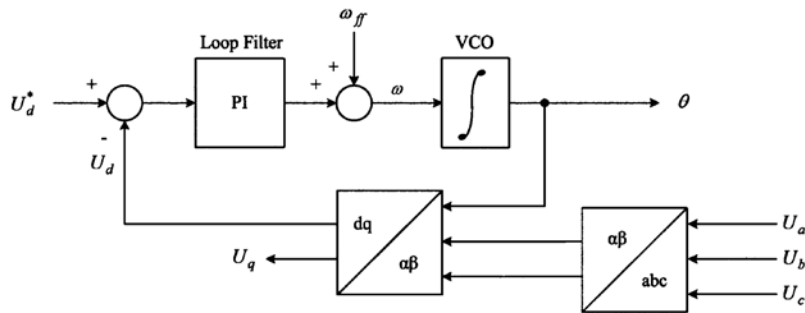 ω_ff
Loop Filter
VCO
U_d^*
+
+
+
PI
ω
θ
-
U_d
dq
αβ
αβ
abc
U_q
U_a
U_b
U_c